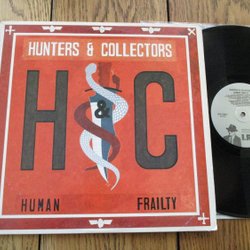 HUNTERS & COLLECTORS
H & C
HUMAN FRAILTY